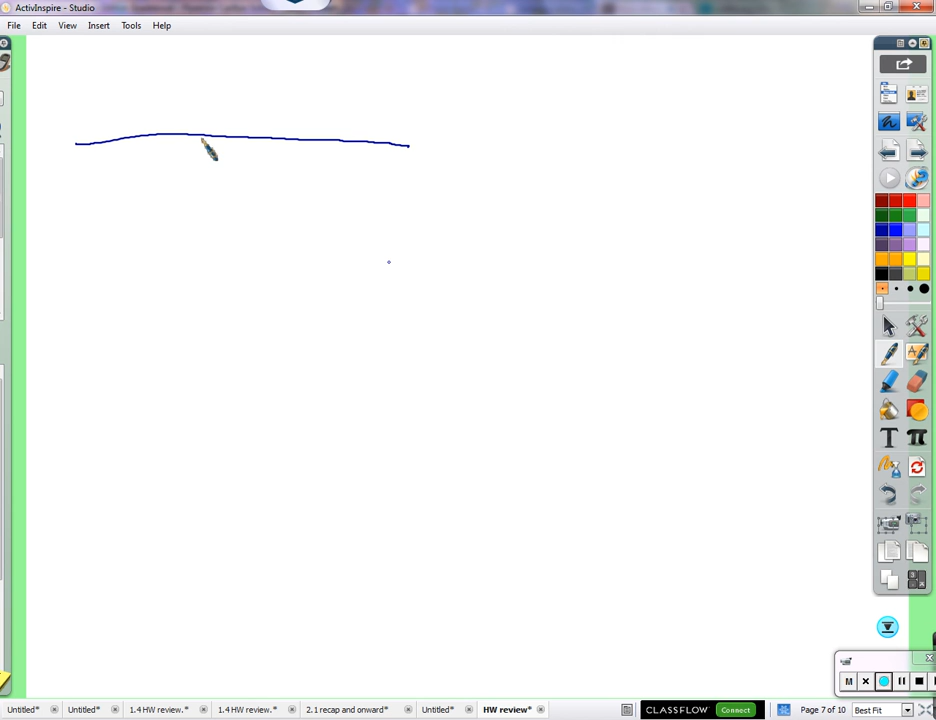 ActivInspire - Studio
File Edit View Insert Tools Help
Untitled* Untitled* 1.4 HW review.* 1.4 HW review.* 2.1 recap and onward* Untitled* HW review* CLASSFLOW Connect Page 7 of 10 Best Fit
M